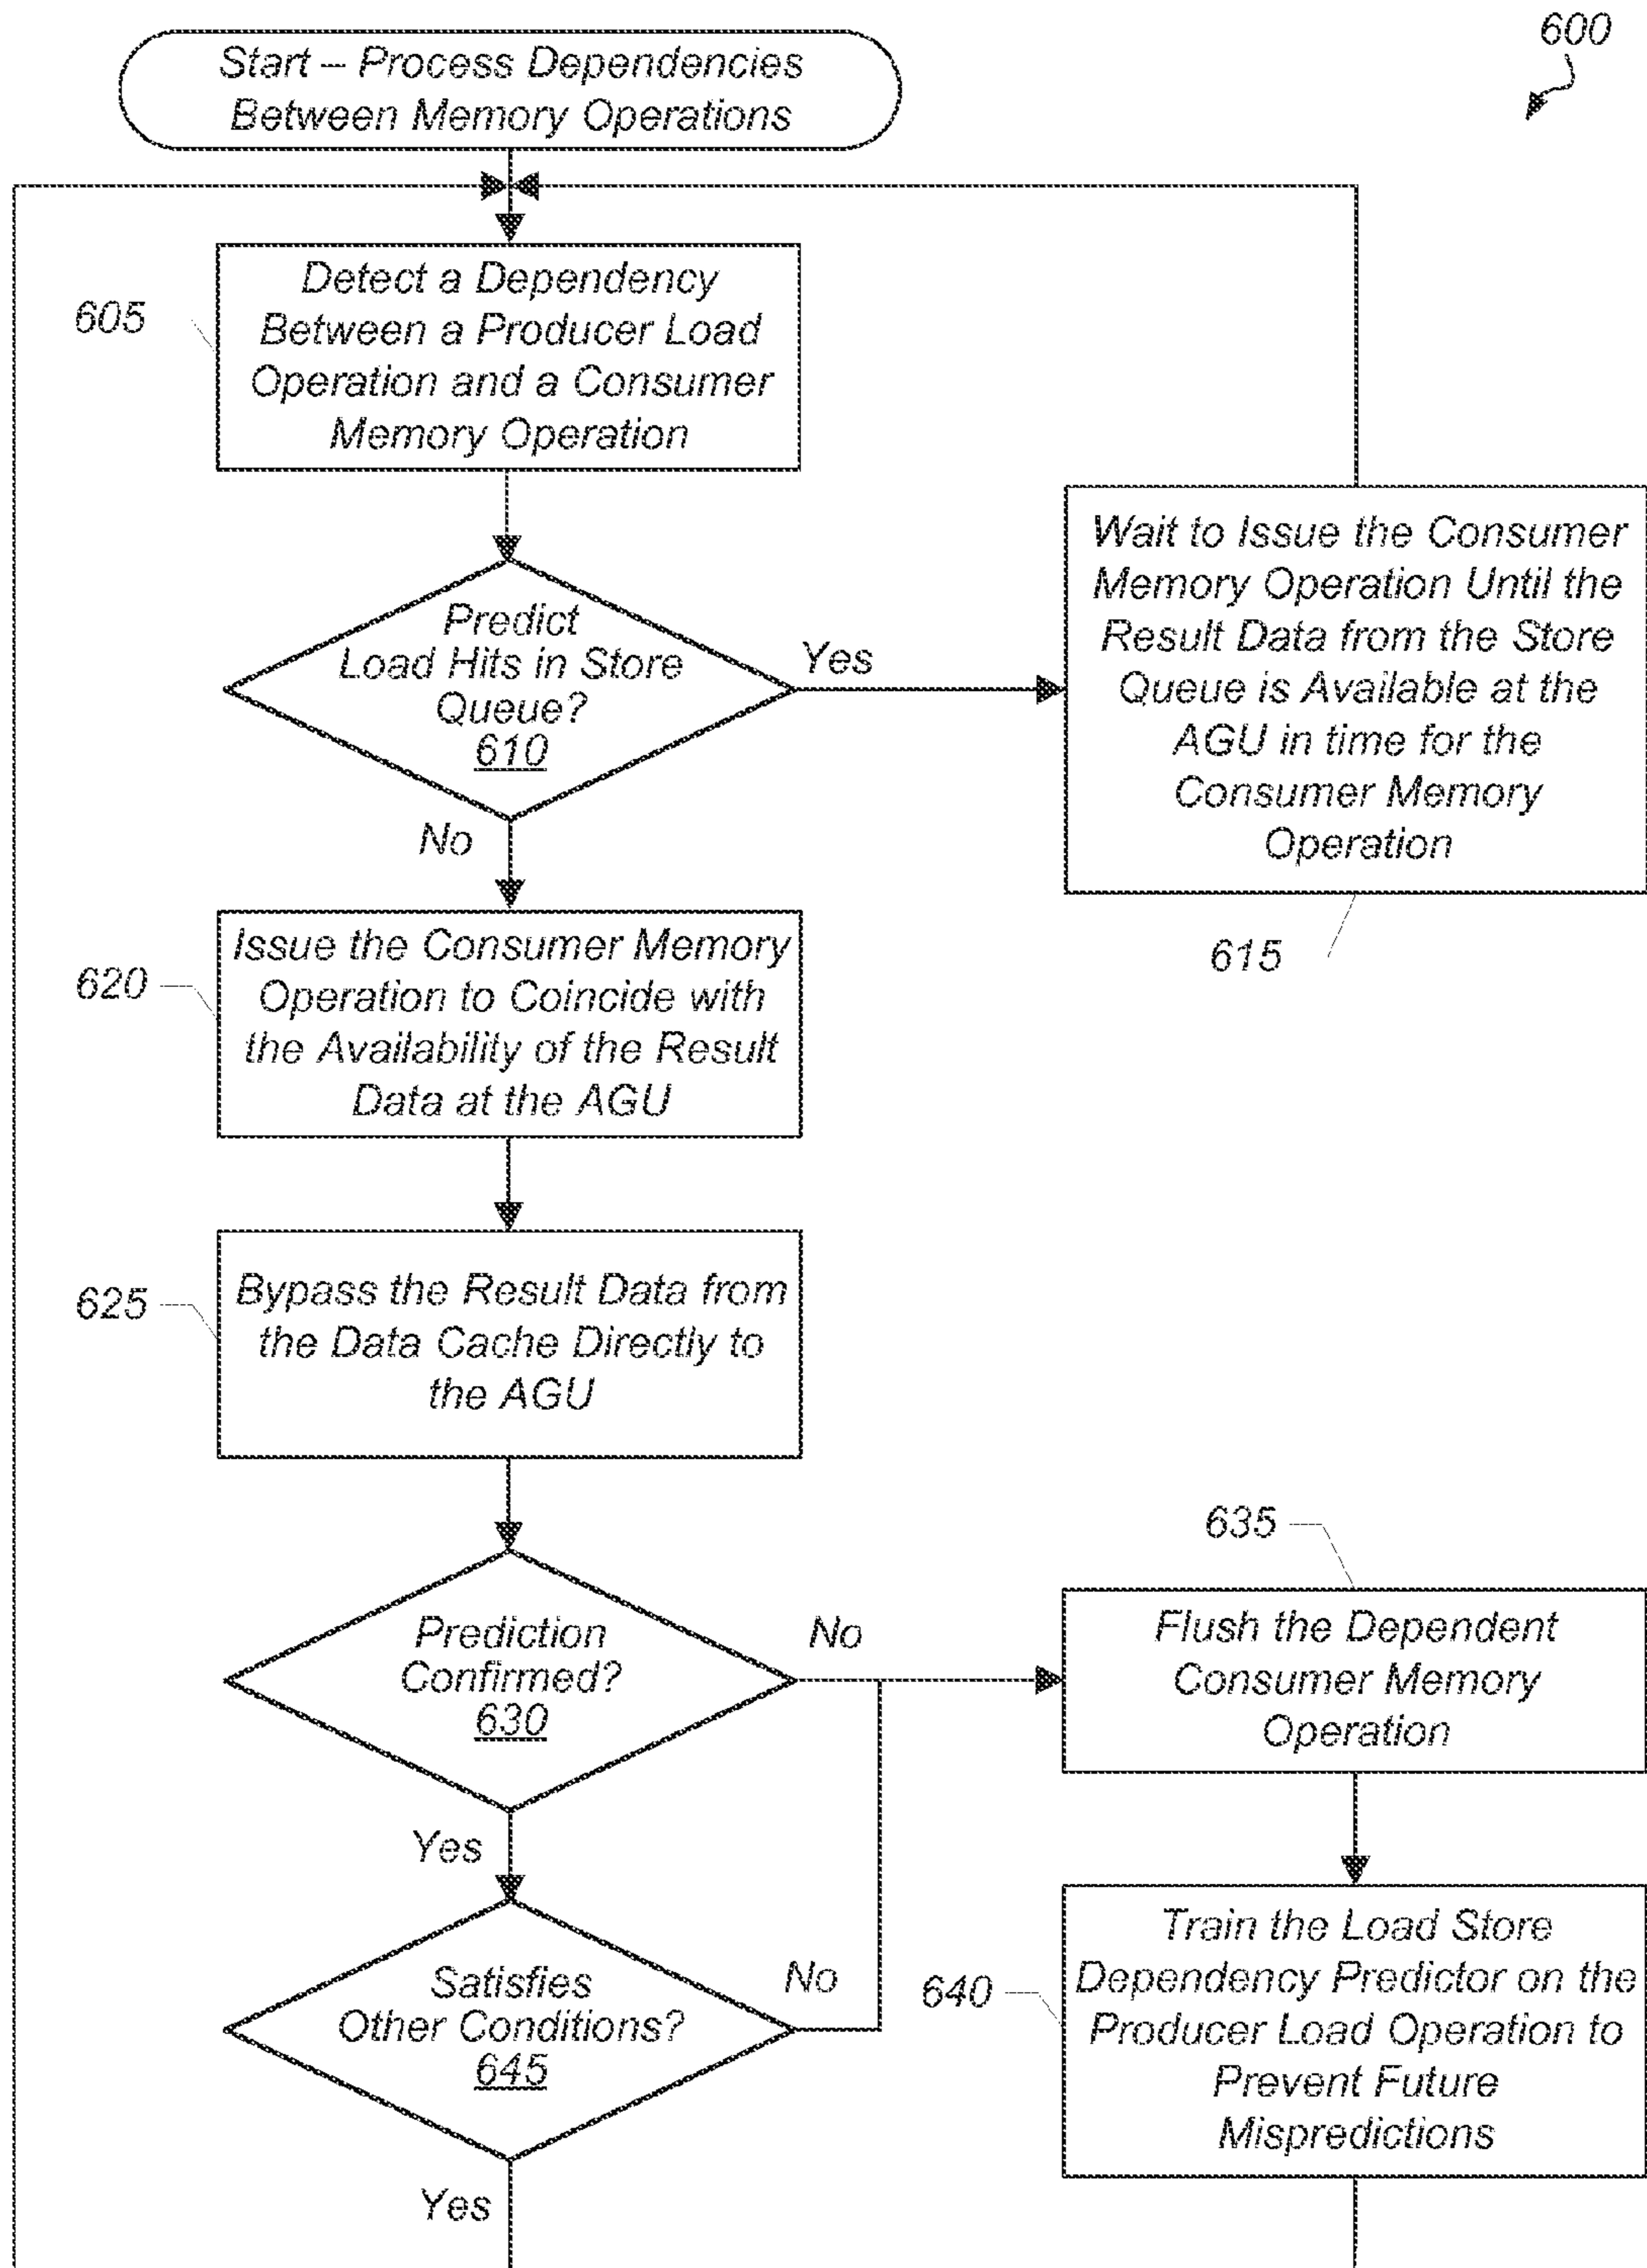 600
Start – Process Dependencies
Between Memory Operations
605
Detect a Dependency
Between a Producer Load
Operation and a Consumer
Memory Operation
Predict
Load Hits in Store
Queue?
610
Yes
No
Wait to Issue the Consumer
Memory Operation Until the
Result Data from the Store
Queue is Available at the
AGU in time for the
Consumer Memory
Operation
615
620
Issue the Consumer Memory
Operation to Coincide with
the Availability of the Result
Data at the AGU
625
Bypass the Result Data from
the Data Cache Directly to
the AGU
Prediction
Confirmed?
630
No
Yes
635
Flush the Dependent
Consumer Memory
Operation
Satisfies
Other Conditions?
645
No
Yes
640
Train the Load Store
Dependency Predictor on the
Producer Load Operation to
Prevent Future
Mispredictions